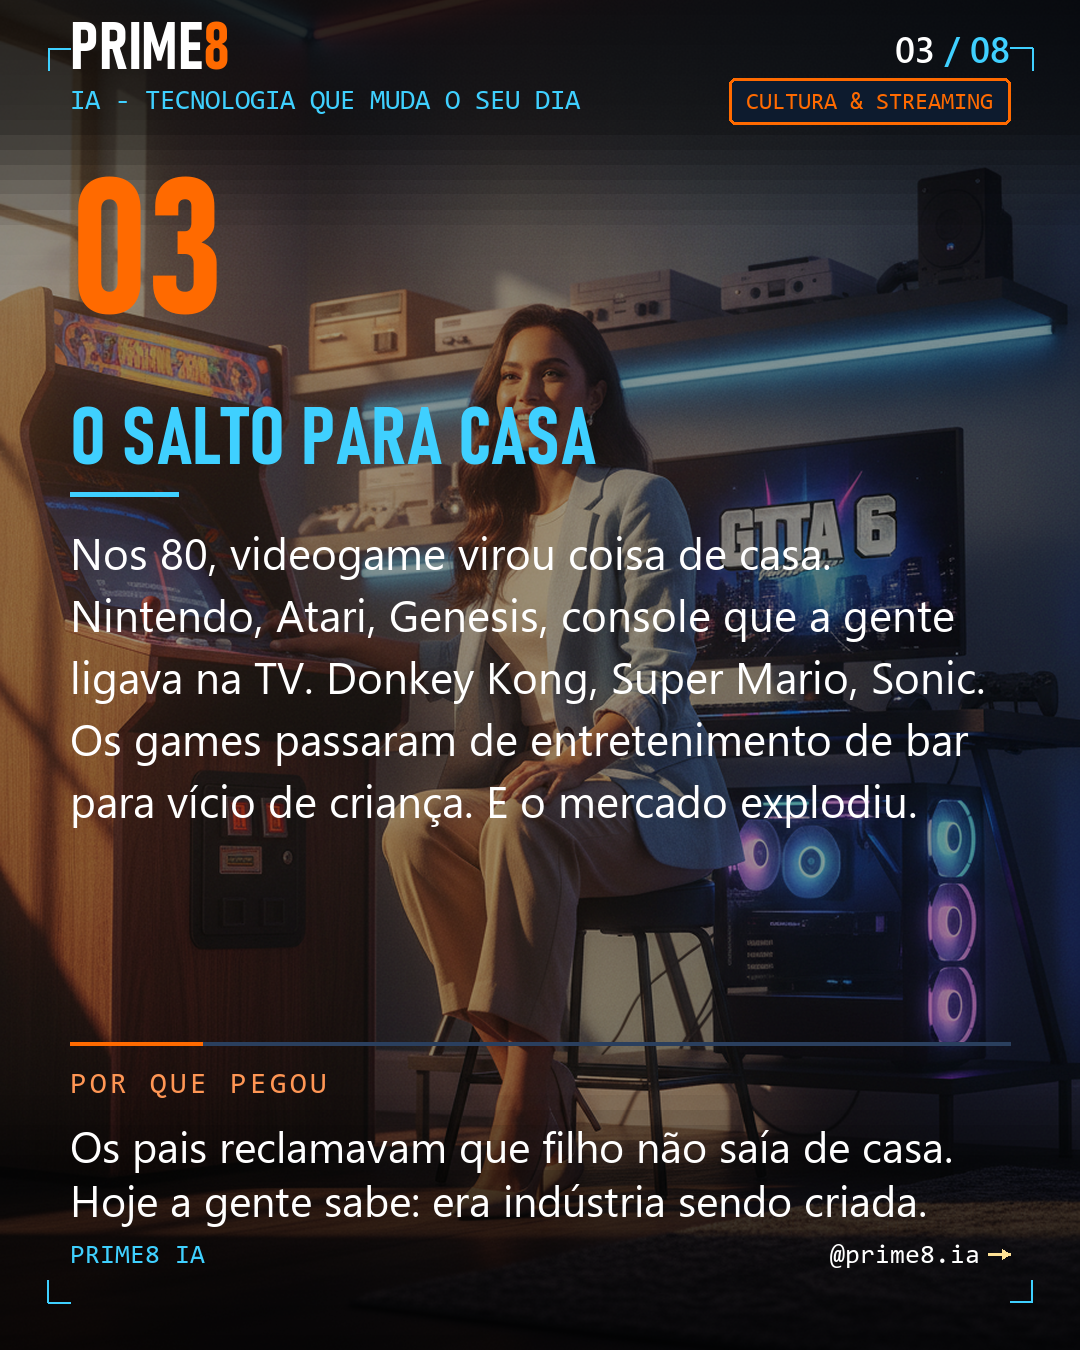 PRIME8
03 / 08
IA - TECNOLOGIA QUE MUDA O SEU DIA
CULTURA & STREAMING
03
O SALTO PARA CASA
GTTA 6
Nos 80, videogame virou coisa de casa.
Nintendo, Atari, Genesis, console que a gente
ligava na TV. Donkey Kong, Super Mario, Sonic.
Os games passaram de entretenimento de bar
para vício de criança. E o mercado explodiu.
POR QUE PEGOU
Os pais reclamavam que filho não saía de casa.
Hoje a gente sabe: era indústria sendo criada.
PRIME8 IA
@prime8.ia